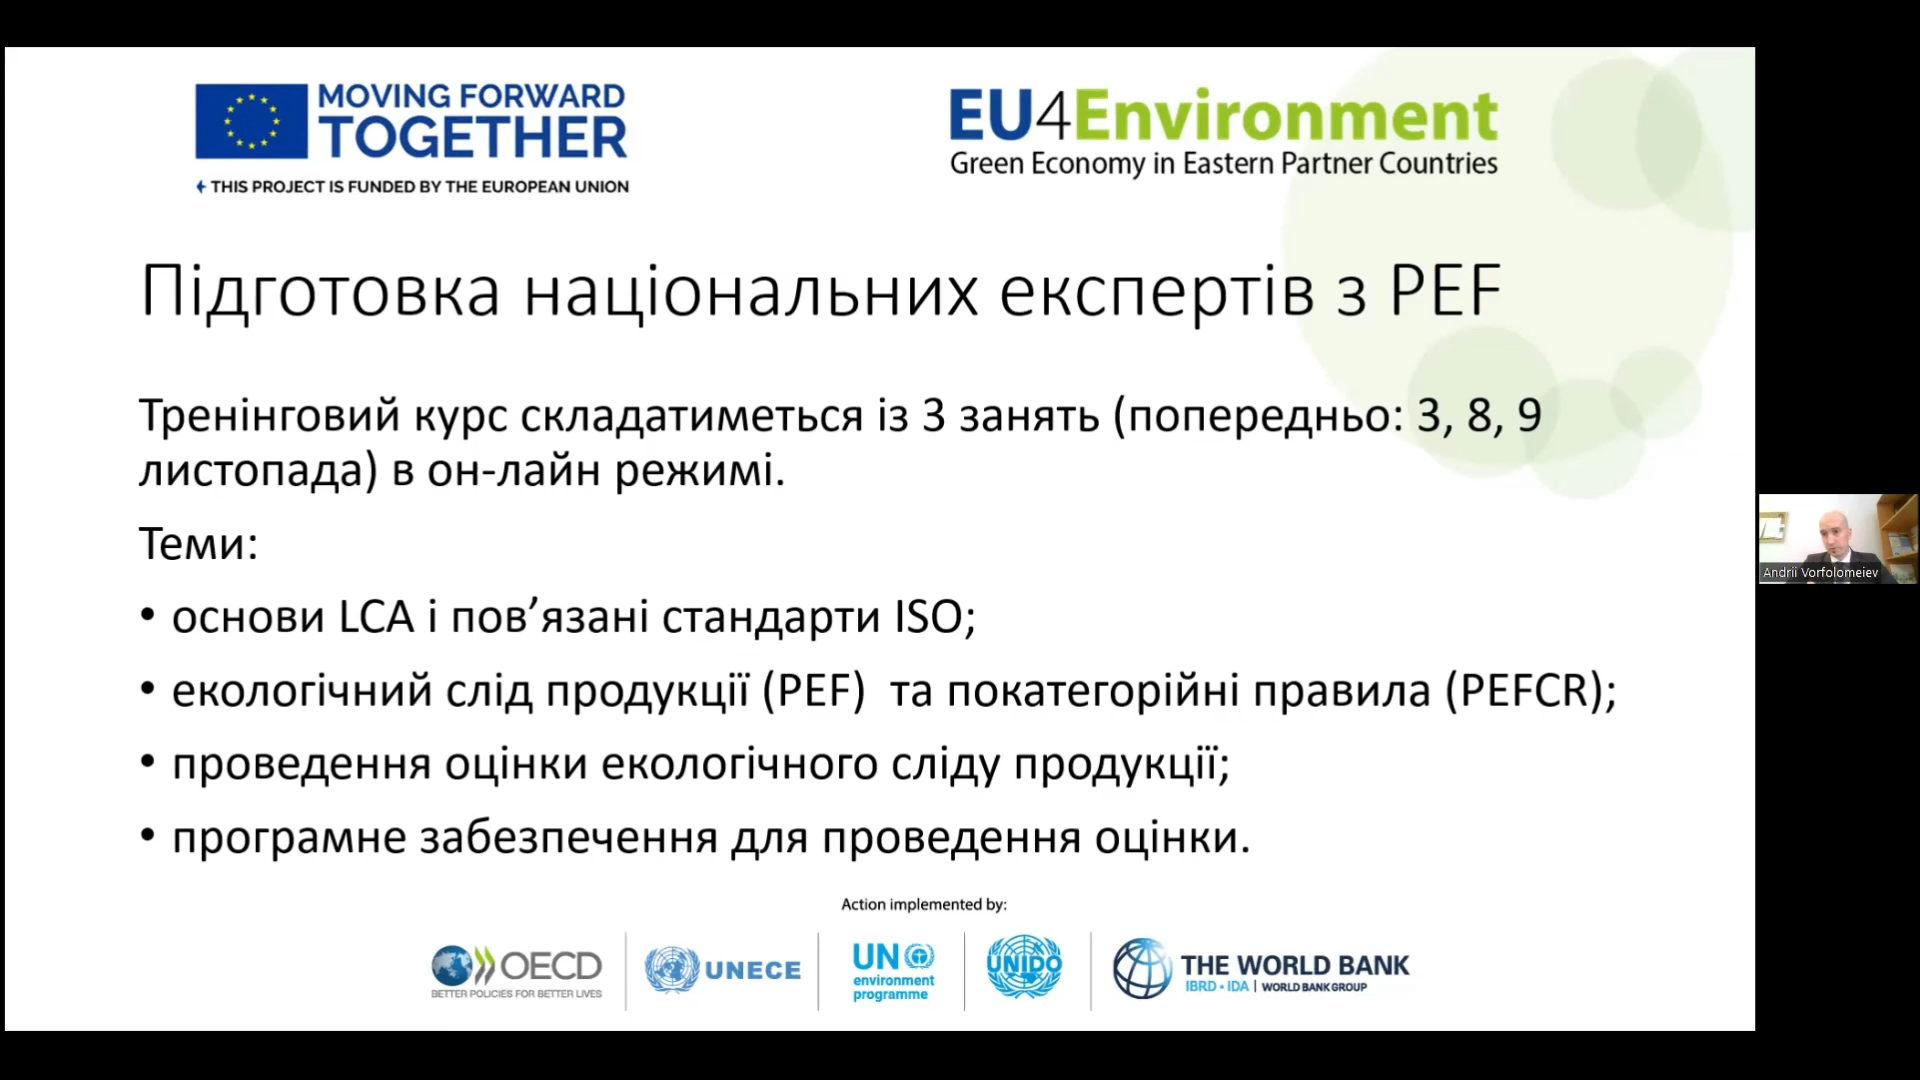 MOVING FORWARD
TOGETHER
THIS PROJECT IS FUNDED BY THE EUROPEAN UNION
EU4Environment
Green Economy in Eastern Partner Countries
Підготовка національних експертів з PEF
Тренінговий курс складатиметься із 3 занять (попередньо: 3, 8, 9
листопада) в он-лайн режимі.
Теми:
• основи LCA і пов’язані стандарти ISO;
• екологічний слід продукції (PEF) та покатегорійні правила (PEFCR);
• проведення оцінки екологічного сліду продукції;
• програмне забезпечення для проведення оцінки.
Andrii Vorfolomeiev
Action implemented by:
OECD
BETTER POLICIES FOR BETTER LIVES
UNECE
UN
environment
programme
UNIDO
THE WORLD BANK
IBRD • IDA | WORLD BANK GROUP